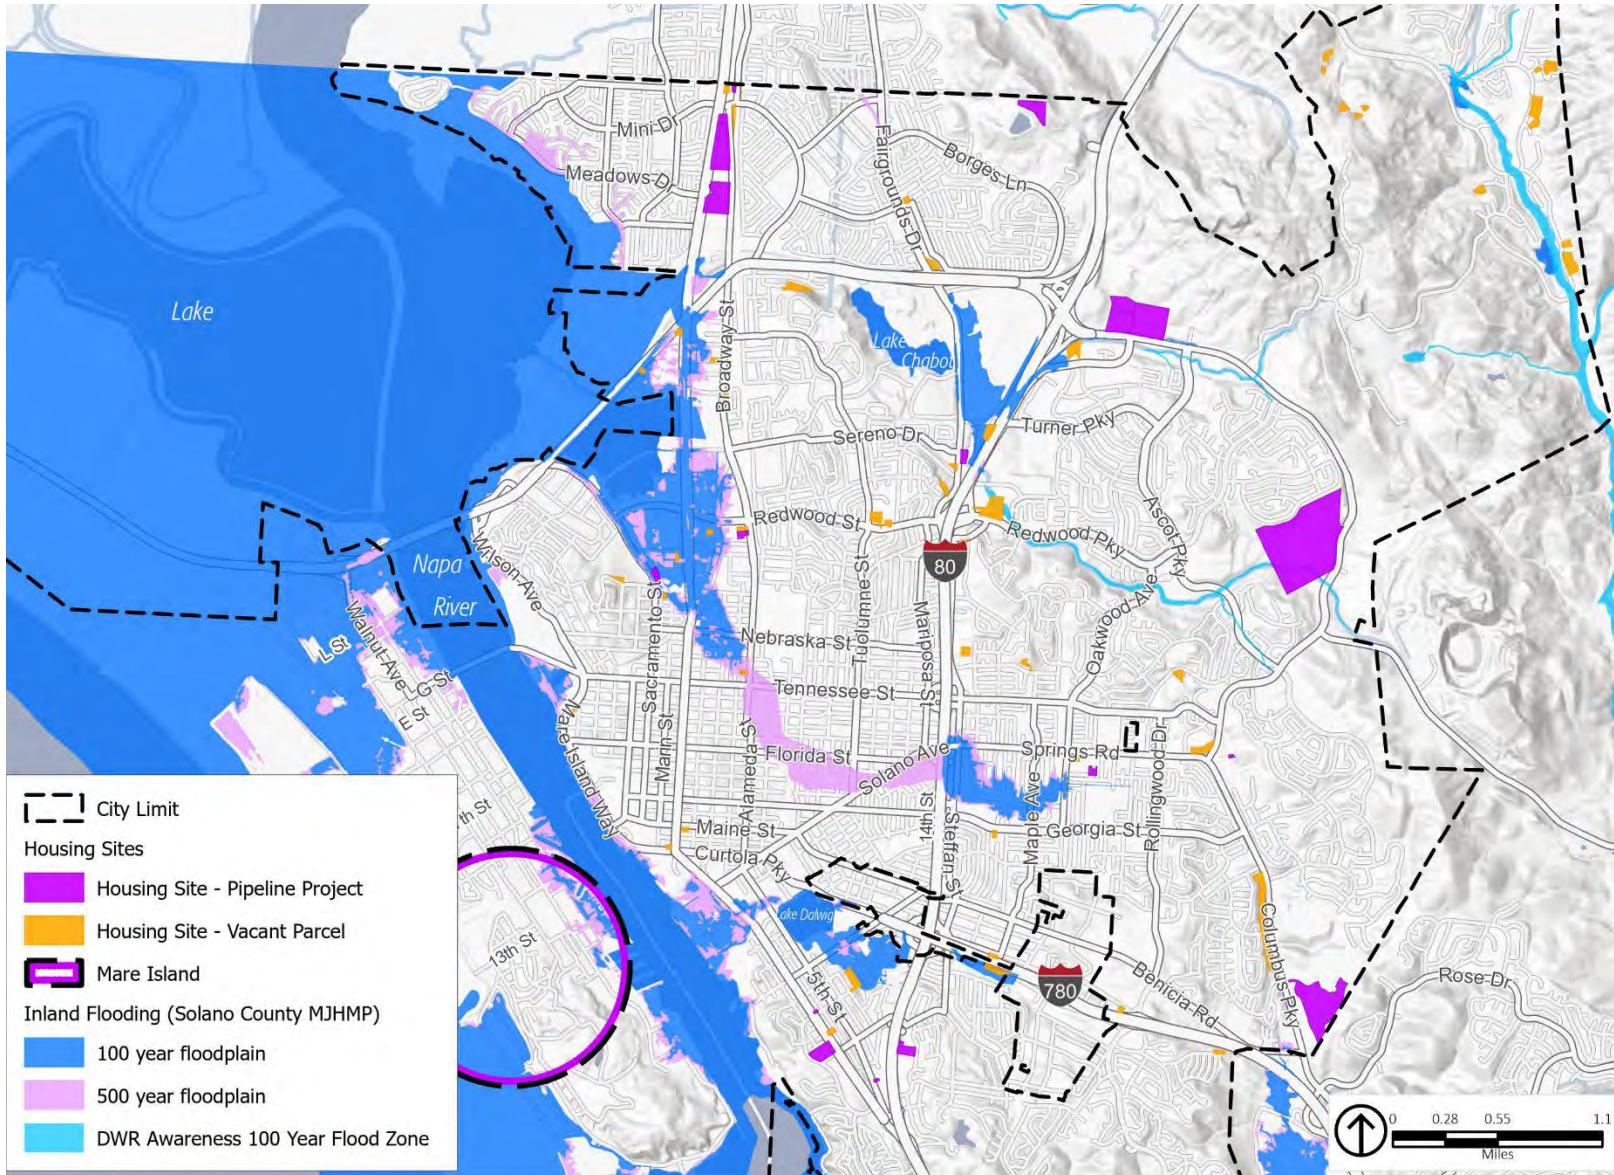 Mini Dr
Meadows Dr
Fairgrounds Dr
Borges Ln
Lake
Broadway St
Lake
Chabot
Sereno Dr
Turner Pky
Ascot Pky
Redwood St
Redwood Pky
80
Wilson Ave
Napa
River
Walnut Ave
L St
G St
E St
Sacramento St
Tuolumne St
Mariposa St
Oakwood Ave
Nebraska St
Tennessee St
Mare Island Way
Marin St
Alameda St
Florida St
Solano Ave
Springs Rd
Rollingwood Dr
Maple Ave
14th St
Steffan St
Maine St
Georgia St
Curtola Pky
Columbus Pky
13th St
5th St
780
Benicia Rd
Rose Dr
City Limit
Housing Sites
Housing Site - Pipeline Project
Housing Site - Vacant Parcel
Mare Island
Inland Flooding (Solano County MJHMP)
100 year floodplain
500 year floodplain
DWR Awareness 100 Year Flood Zone
0 0.28 0.55 1.1
Miles